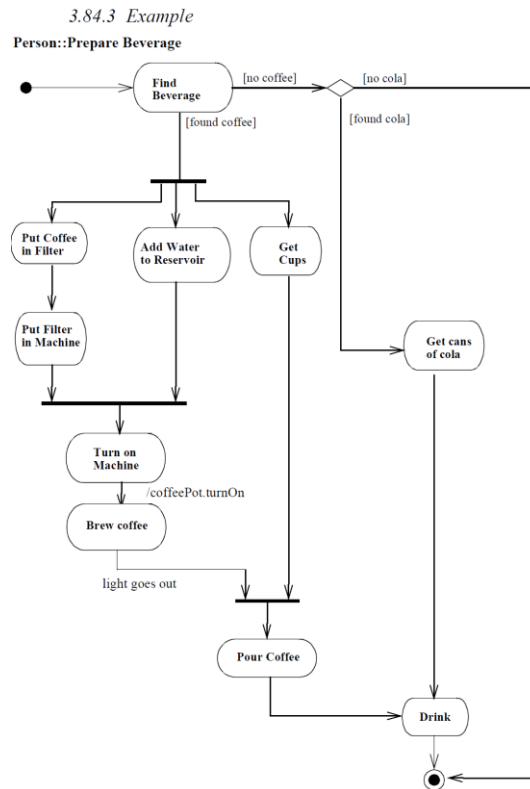 3.84.3 Example
Person::Prepare Beverage
[no coffee]
[no cola]
Find
Beverage
[found coffee]
[found cola]
Put Coffee
in Filter
Add Water
to Reservoir
Get
Cups
Put Filter
in Machine
Get cans
of cola
Turn on
Machine
/coffeePot.turnOn
Brew coffee
light goes out
Pour Coffee
Drink